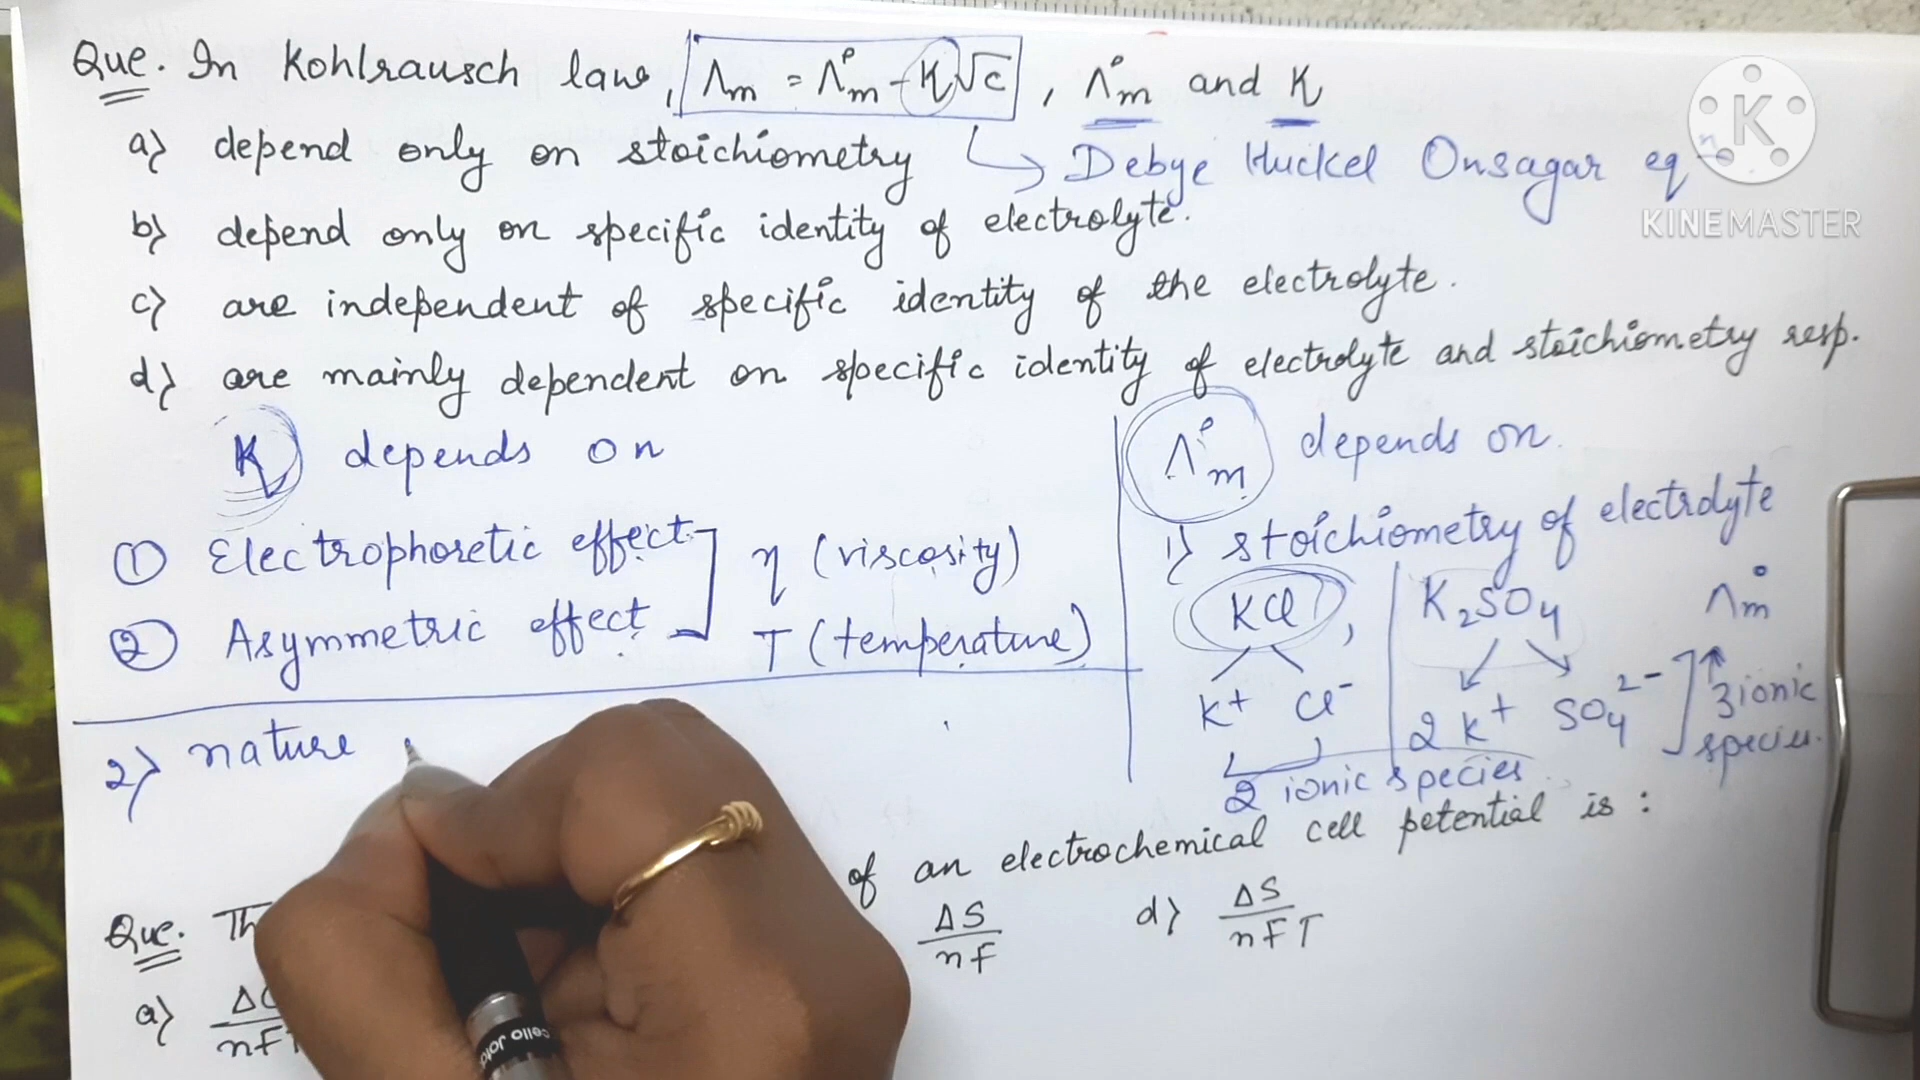 Que. In Kohlrausch law, Λm = Λ°m - K√c , Λ°m and K
a) depend only on stoichiometry
Debye Huckel Onsagar eqn
b) depend only on specific identity of electrolyte.
c) are independent of specific identity of the electrolyte.
d) are mainly dependent on specific identity of electrolyte and stoichiometry resp.
K depends on
① Electrophoretic effect
② Asymmetric effect
η (viscosity)
T (temperature)
Λ°m depends on
1) stoichiometry of electrolyte
KCl , K2SO4 Λ°m
K+ Cl- 2K+ SO4 2- 3 ionic
species.
2 ionic species
2) nature
Que. Th of an electrochemical cell potential is :
a) ΔS/nF d) ΔS/nFT
K
KINEMASTER
cello